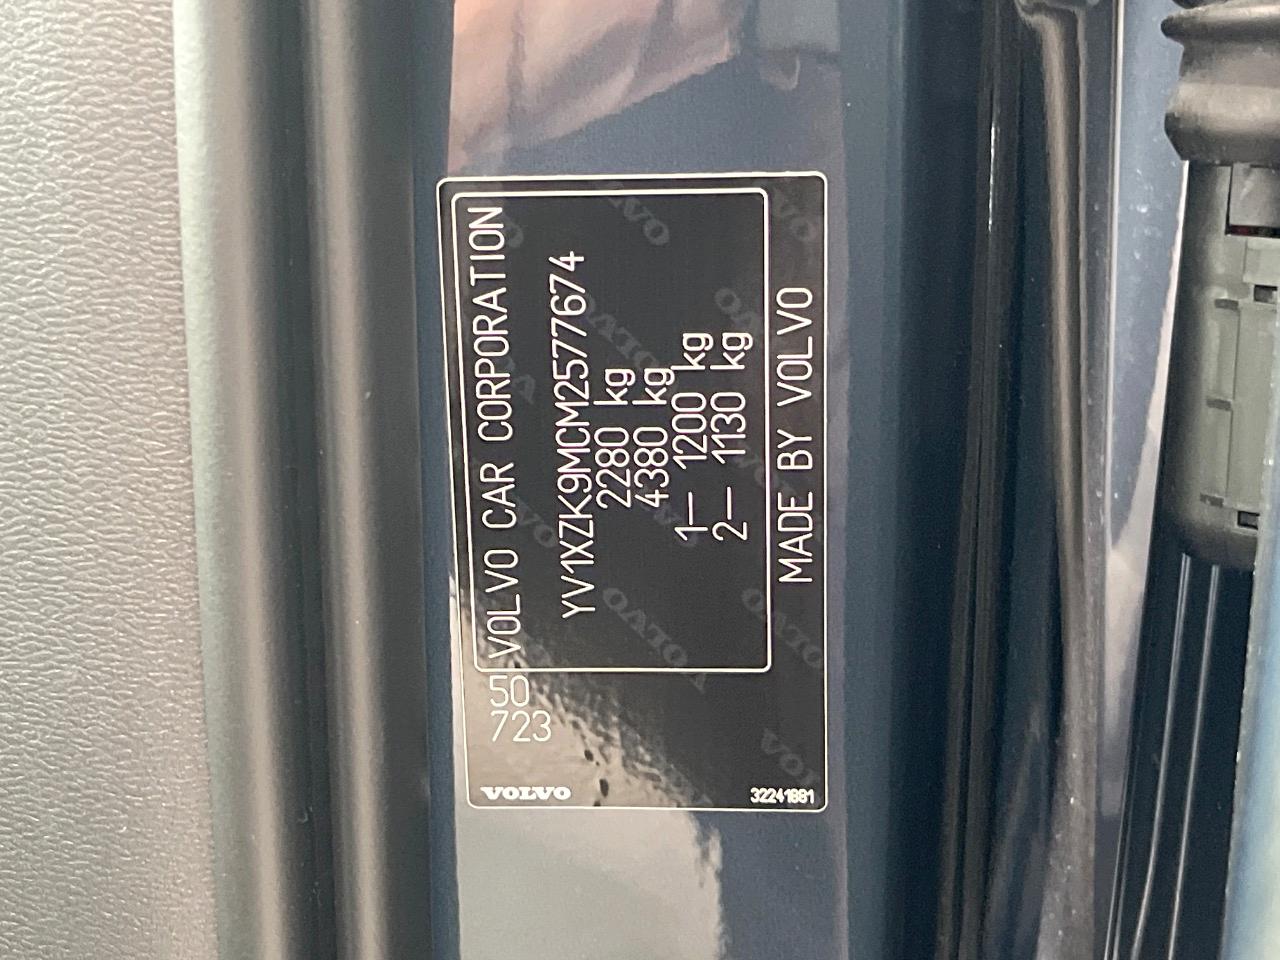 VOLVO CAR CORPORATION
YV1XZK9MCM2577674
2280 kg
4380 kg
1– 1200 kg
2– 1130 kg
MADE BY VOLVO
50
723
VOLVO
32241881